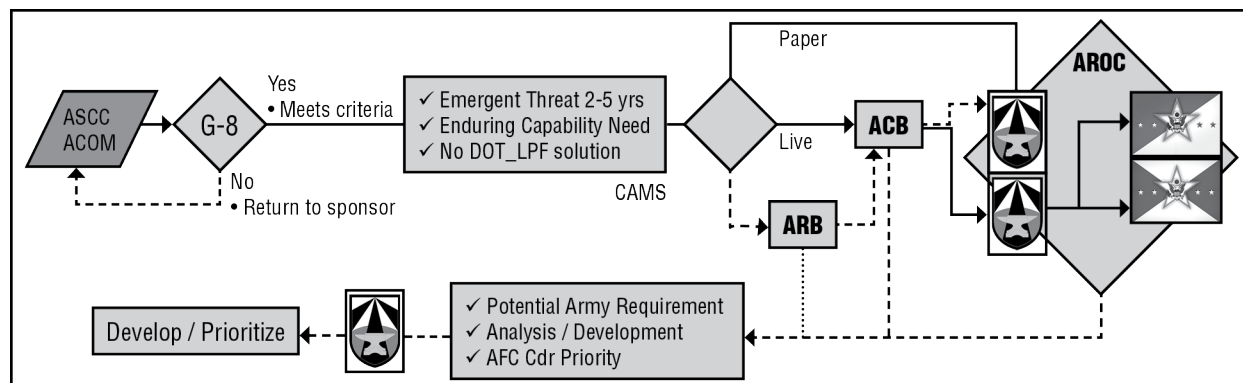 Paper
AROC
ASCC
ACOM
G-8
Yes
• Meets criteria
✓ Emergent Threat 2-5 yrs
✓ Enduring Capability Need
✓ No DOT_LPF solution
CAMS
Live
ACB
No
• Return to sponsor
ARB
✓ Potential Army Requirement
✓ Analysis / Development
✓ AFC Cdr Priority
Develop / Prioritize